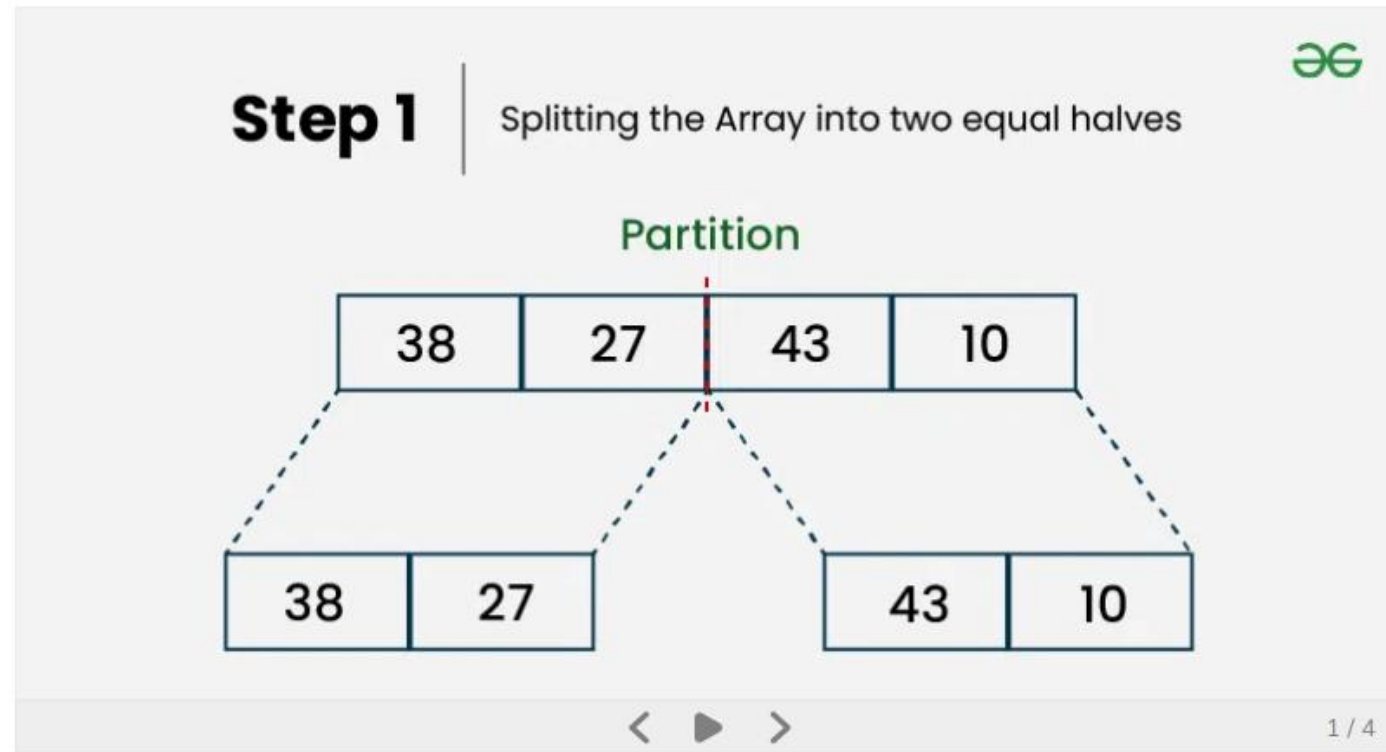 Step 1
Splitting the Array into two equal halves
Partition
38 27 43 10
38 27 43 10
1 / 4